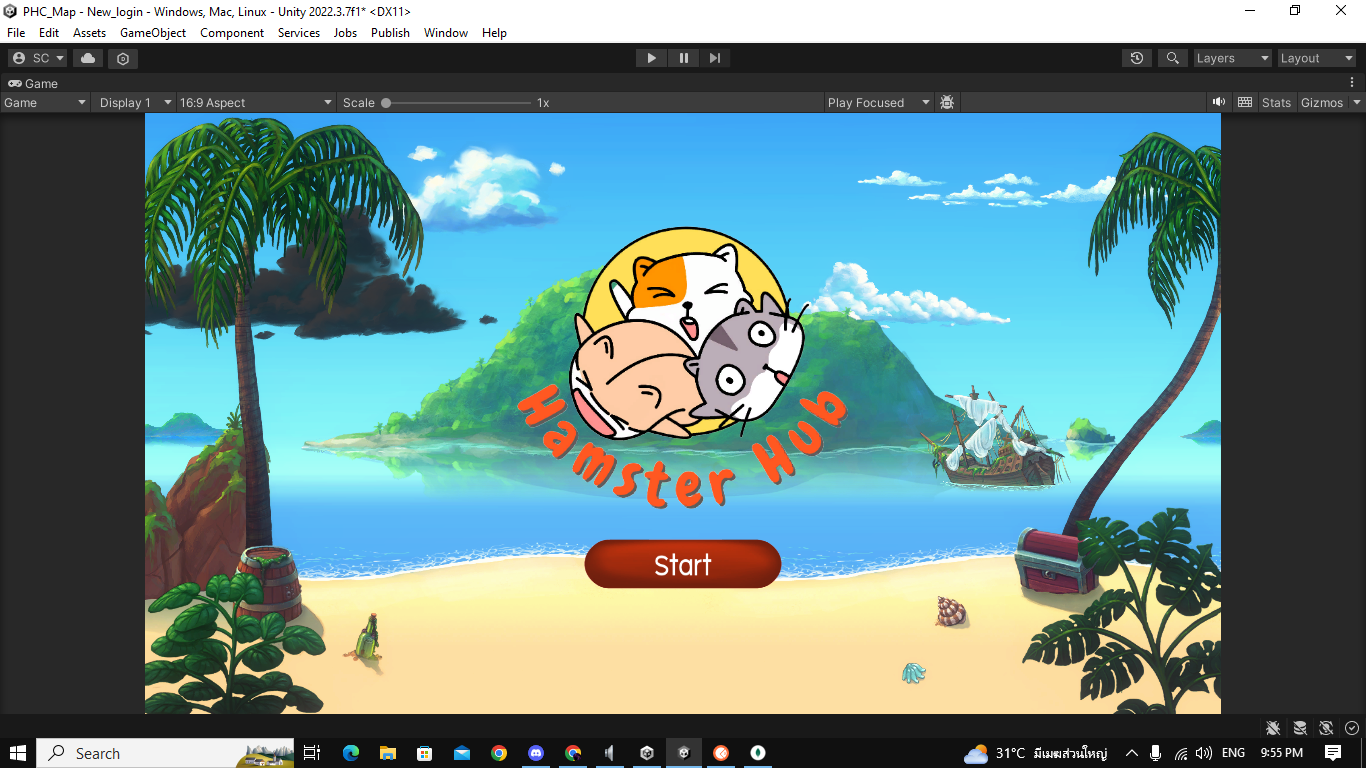 PHC_Map - New_login - Windows, Mac, Linux - Unity 2022.3.7f1* <DX11>
File Edit Assets GameObject Component Services Jobs Publish Window Help
SC Layers Layout
Game
Game Display 1 16:9 Aspect Scale 1x Play Focused Stats Gizmos
Hamster Hub
Start
Search 31°C มีเมฆส่วนใหญ่ ENG 9:55 PM